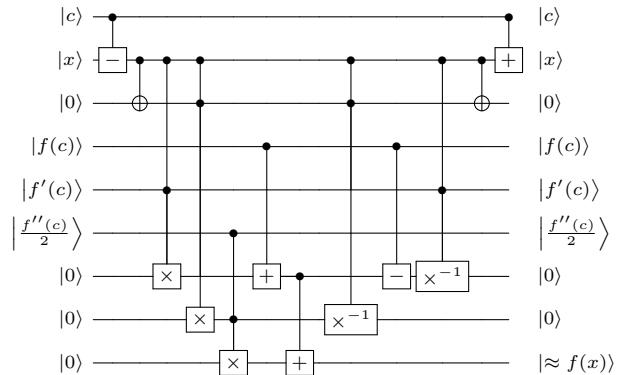 |c⟩ |c⟩
|x⟩ − + |x⟩
|0⟩ |0⟩
|f(c)⟩ |f(c)⟩
|f′(c)⟩ |f′(c)⟩
|f′′(c)/2⟩ |f′′(c)/2⟩
|0⟩ × + − ×⁻¹ |0⟩
|0⟩ × ×⁻¹ |0⟩
|0⟩ × + |≈ f(x)⟩